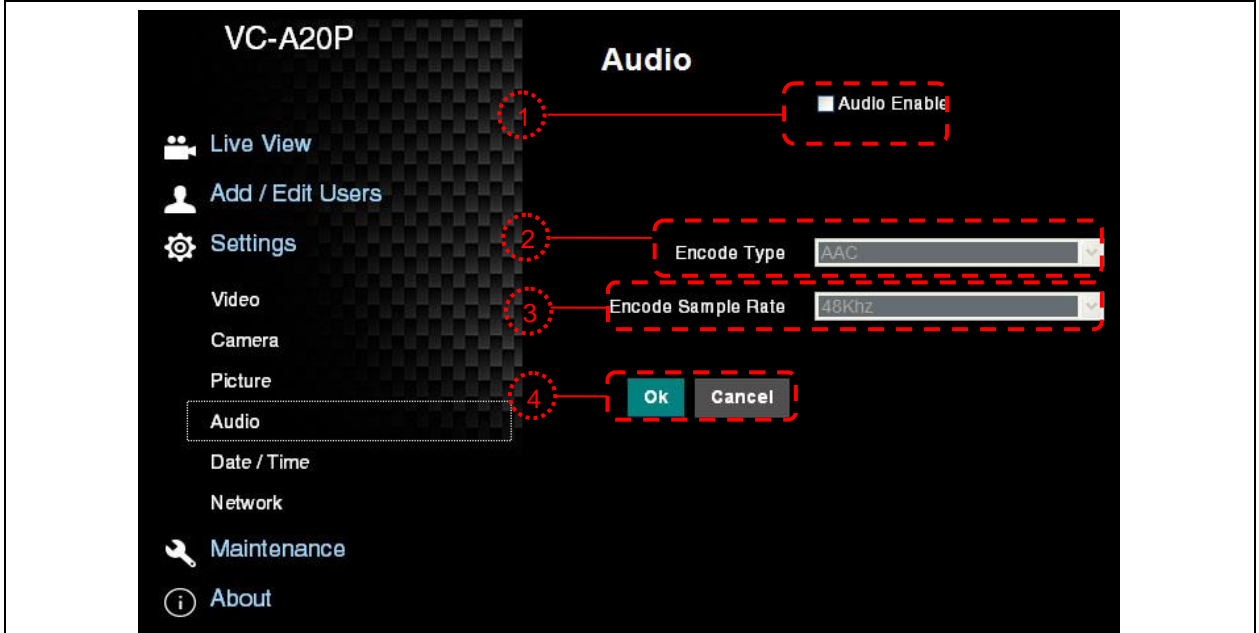 VC-A20P
Live View
Add / Edit Users
Settings
Video
Camera
Picture
Audio
Date / Time
Network
Maintenance
About
Audio
1
Audio Enable
2
Encode Type AAC
3
Encode Sample Rate 48Khz
4
Ok Cancel